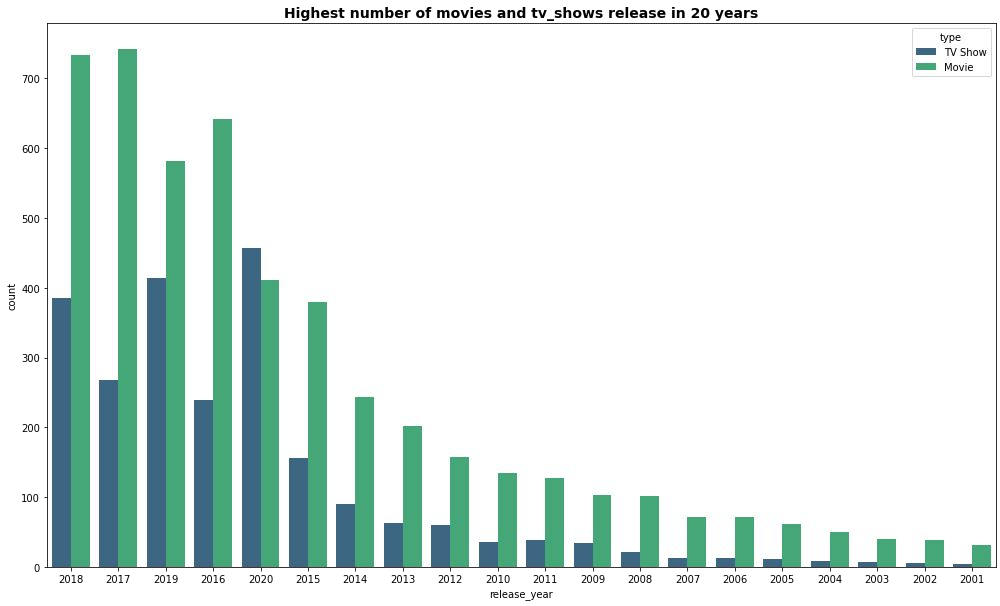 Highest number of movies and tv_shows release in 20 years
type
TV Show
Movie
700
600
500
400
300
200
100
0
count
2018 2017 2019 2016 2020 2015 2014 2013 2012 2010 2011 2009 2008 2007 2006 2005 2004 2003 2002 2001
release_year